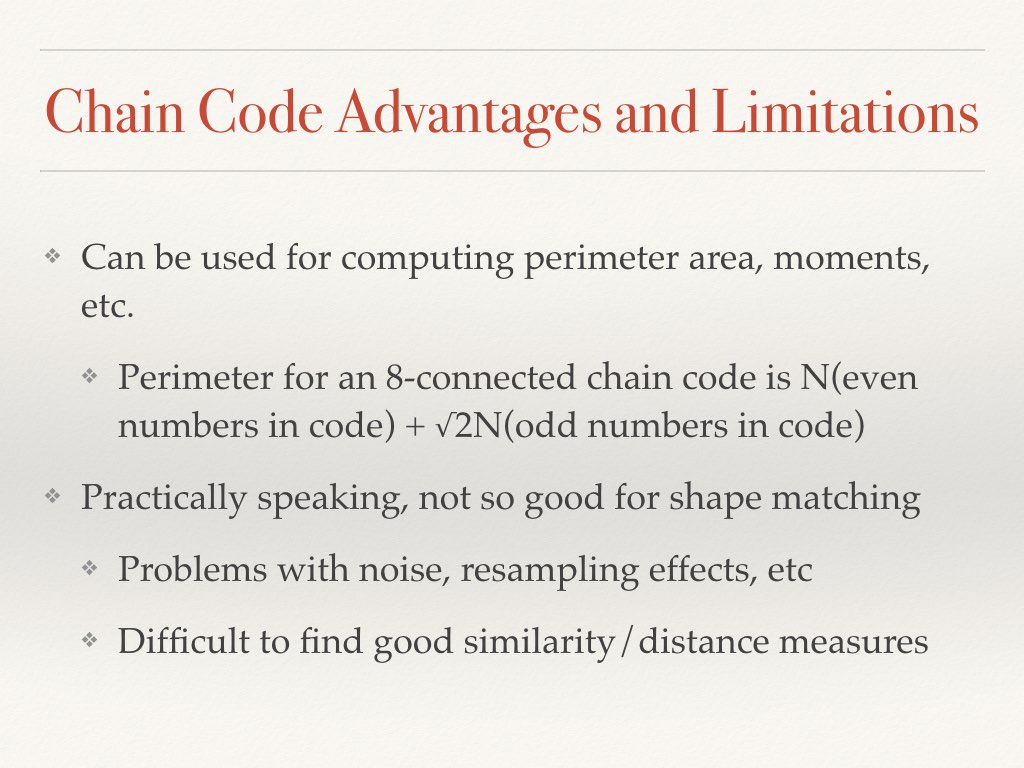 Chain Code Advantages and Limitations
❖ Can be used for computing perimeter area, moments,
etc.
❖ Perimeter for an 8-connected chain code is N(even
numbers in code) + √2N(odd numbers in code)
❖ Practically speaking, not so good for shape matching
❖ Problems with noise, resampling effects, etc
❖ Difficult to find good similarity/distance measures